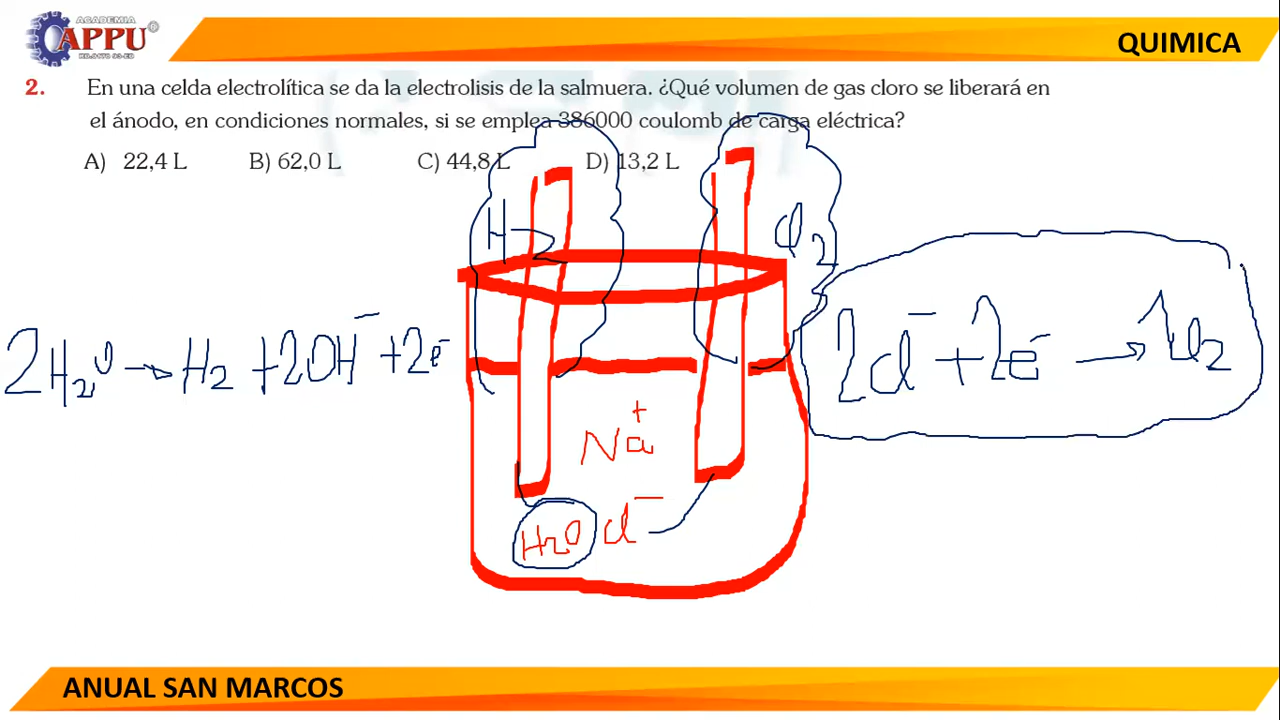 ACADEMIA
APPU
QUIMICA
2. En una celda electrolítica se da la electrolisis de la salmuera. ¿Qué volumen de gas cloro se liberará en
el ánodo, en condiciones normales, si se emplea 386000 coulomb de carga eléctrica?
A) 22,4 L B) 62,0 L C) 44,8 L D) 13,2 L
H2 Cl2
2H2O → H2 + 2OH⁻ + 2e⁻
2Cl⁻ + 2e⁻ → 1Cl2
Na⁺
H2O Cl⁻
ANUAL SAN MARCOS